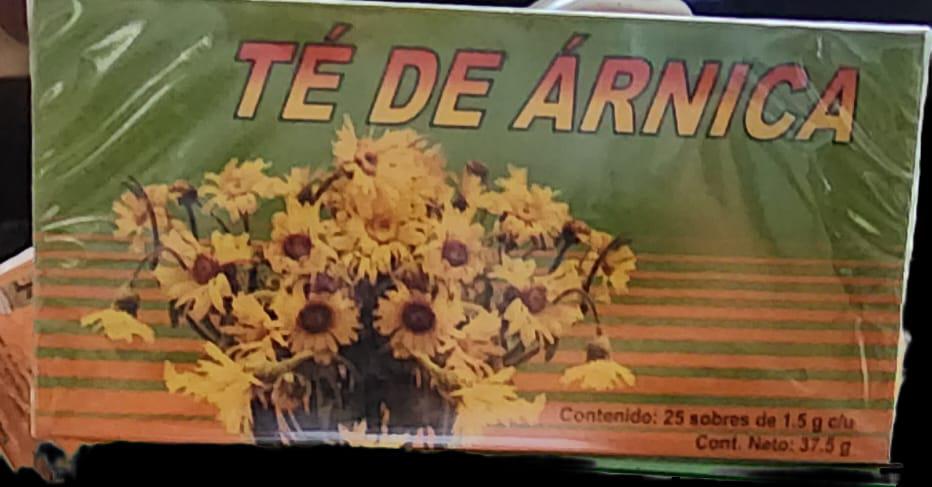 TÉ DE ÁRNICA
Contenido: 25 sobres de 1.5 g c/u
Cont. Neto: 37.5 g